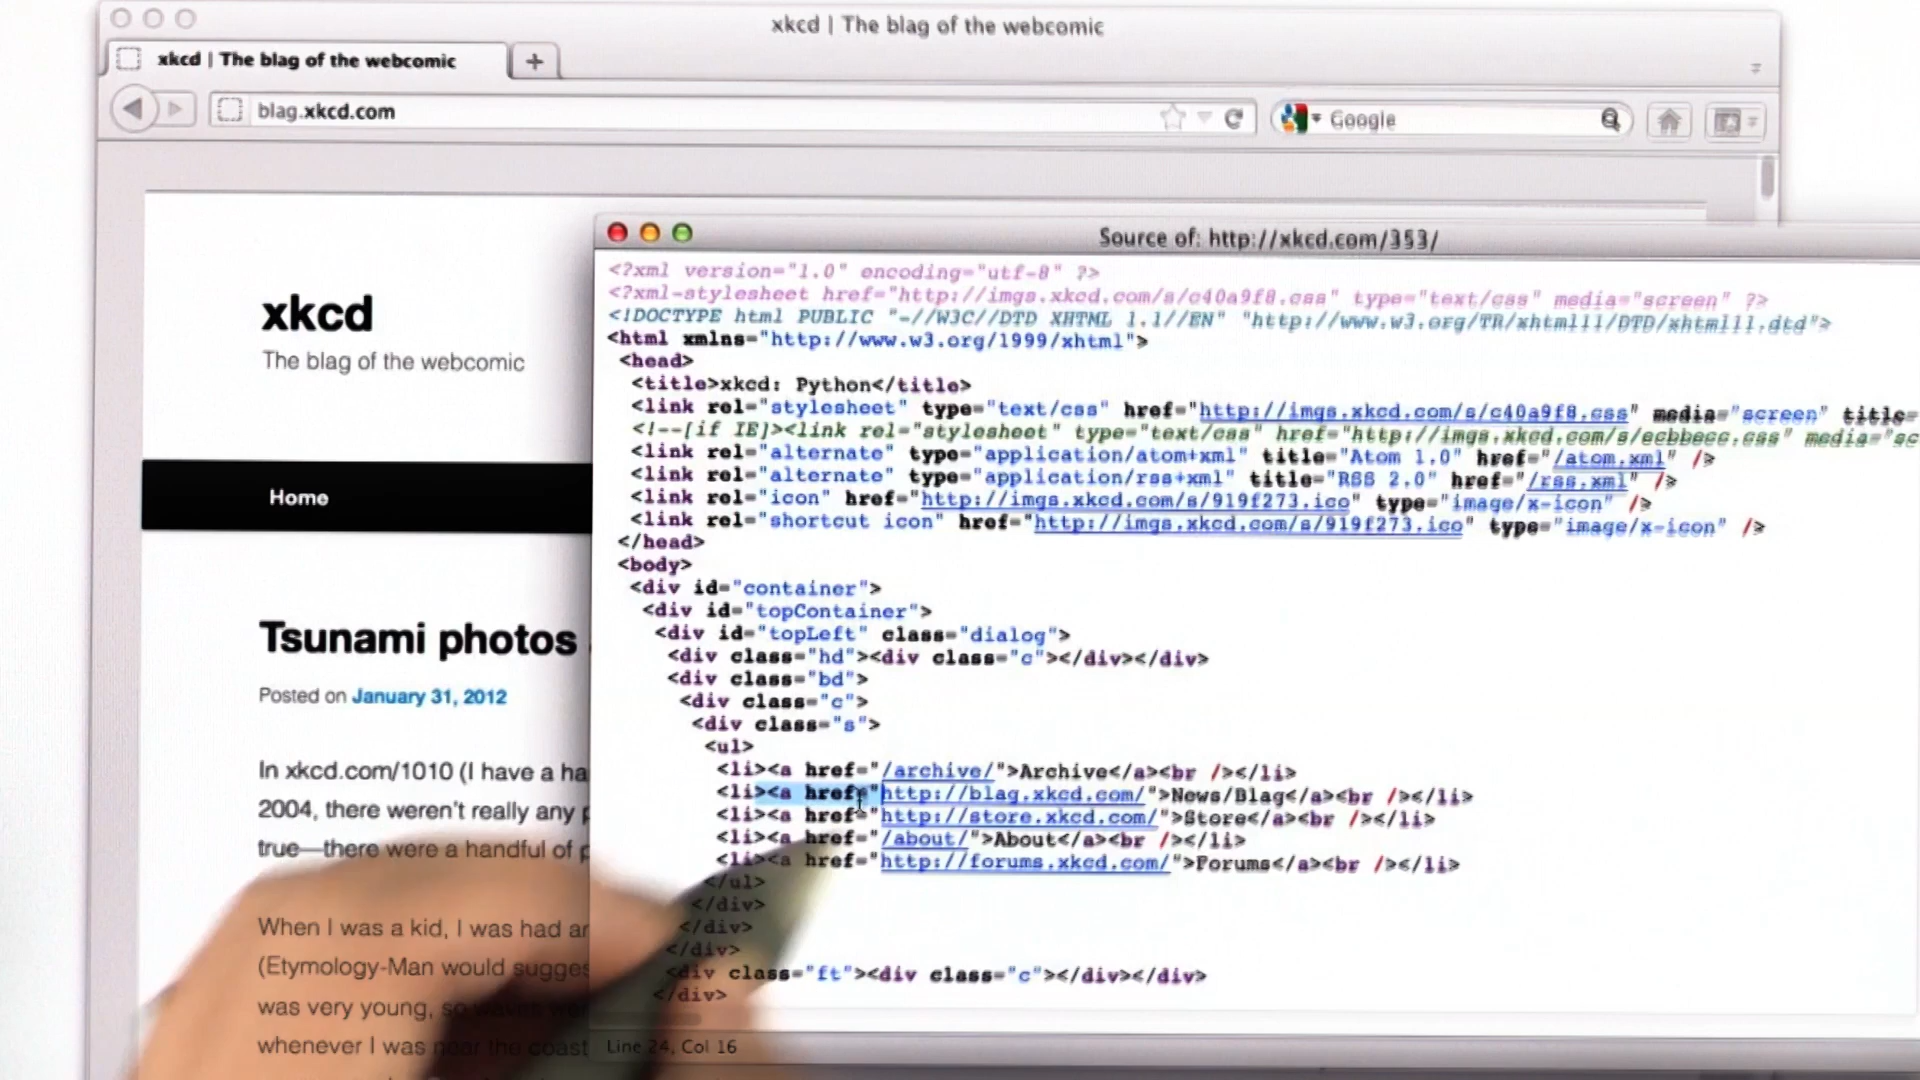 xkcd | The blag of the webcomic
xkcd | The blag of the webcomic
blag.xkcd.com
Google
xkcd
The blag of the webcomic
Home
Tsunami photos
Posted on January 31, 2012
In xkcd.com/1010 (I have a ha
2004, there weren't really any
true—there were a handful of
When I was a kid, I was had
(Etymology-Man would sugges
was very young, so waves
whenever I was near the coast
Source of: http://xkcd.com/353/
<?xml version="1.0" encoding="utf-8" ?>
<?xml-stylesheet href="http://imgs.xkcd.com/s/c40a9f8.css" type="text/css" media="screen" ?>
<!DOCTYPE html PUBLIC "-//W3C//DTD XHTML 1.1//EN" "http://www.w3.org/TR/xhtml11/DTD/xhtml11.dtd">
<html xmlns="http://www.w3.org/1999/xhtml">
<head>
<title>xkcd: Python</title>
<link rel="stylesheet" type="text/css" href="http://imgs.xkcd.com/s/c40a9f8.css" media="screen" title=
<!--[if IE]><link rel="stylesheet" type="text/css" href="http://imgs.xkcd.com/s/ecbbecc.css" media="sc
<link rel="alternate" type="application/atom+xml" title="Atom 1.0" href="/atom.xml" />
<link rel="alternate" type="application/rss+xml" title="RSS 2.0" href="/rss.xml" />
<link rel="icon" href="http://imgs.xkcd.com/s/919f273.ico" type="image/x-icon" />
<link rel="shortcut icon" href="http://imgs.xkcd.com/s/919f273.ico" type="image/x-icon" />
</head>
<body>
<div id="container">
<div id="topContainer">
<div id="topLeft" class="dialog">
<div class="hd"><div class="c"></div></div>
<div class="bd">
<div class="c">
<div class="s">
<ul>
<li><a href="/archive/">Archive</a><br /></li>
<li><a href="http://blag.xkcd.com/">News/Blag</a><br /></li>
<li><a href="http://store.xkcd.com/">Store</a><br /></li>
<li><a href="/about/">About</a><br /></li>
<li><a href="http://forums.xkcd.com/">Forums</a><br /></li>
</ul>
</div>
</div>
</div>
<div class="ft"><div class="c"></div></div>
</div>
Line 24, Col 16